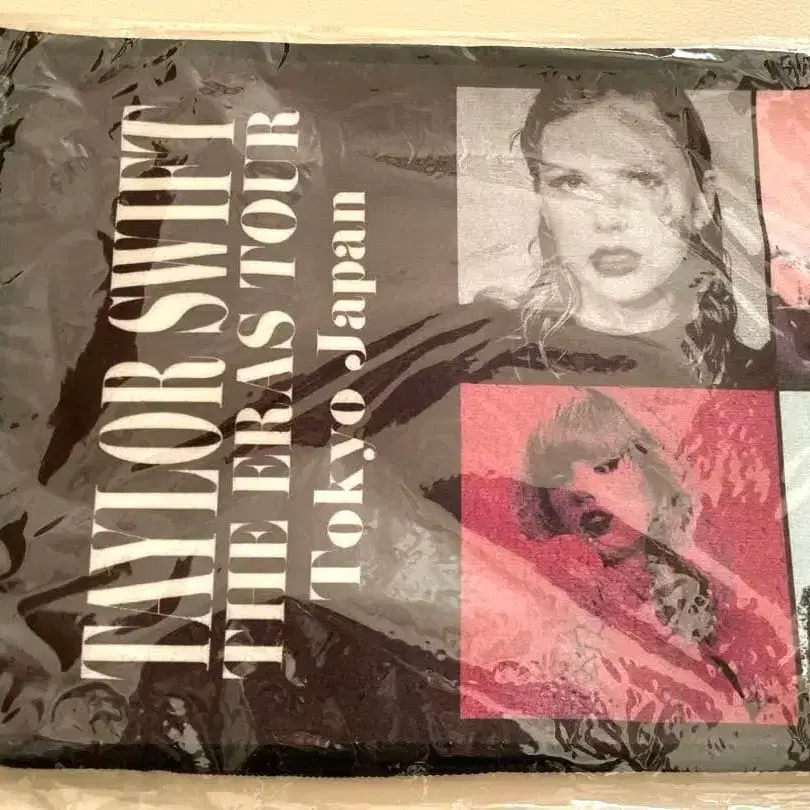 TAYLOR SWIFT
THE ERAS TOUR
Tokyo Japan